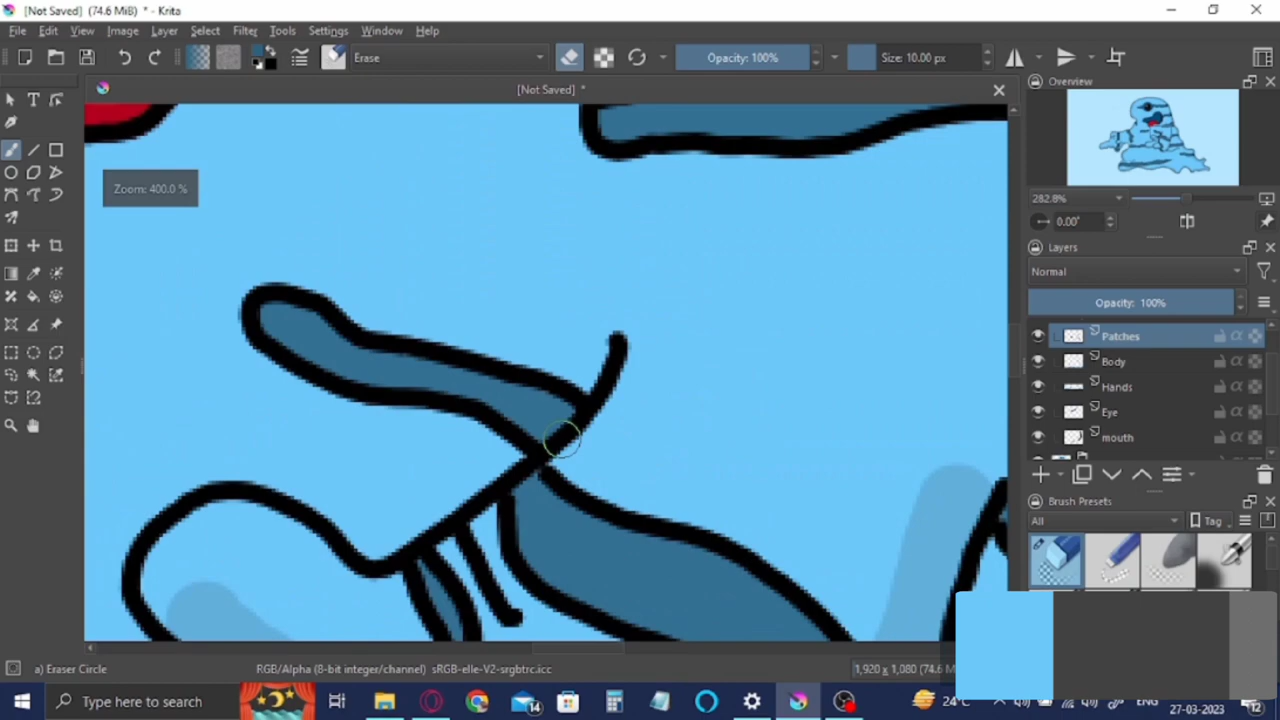 [Not Saved] (74.6 MiB) * - Krita
File Edit View Image Layer Select Filter Tools Settings Window Help
Erase Opacity: 100% Size: 10.00 px
[Not Saved] *
Overview
Zoom: 400.0 %
282.8%
0.00°
Layers
Normal
Opacity: 100%
Patches
Body
Hands
Eye
mouth
Brush Presets
All Tag
a) Eraser Circle RGB/Alpha (8-bit integer/channel) sRGB-elle-V2-srgbtrc.icc 1,920 x 1,080 (74.6 M
Type here to search 14 24°C ENG
27-03-2023 12